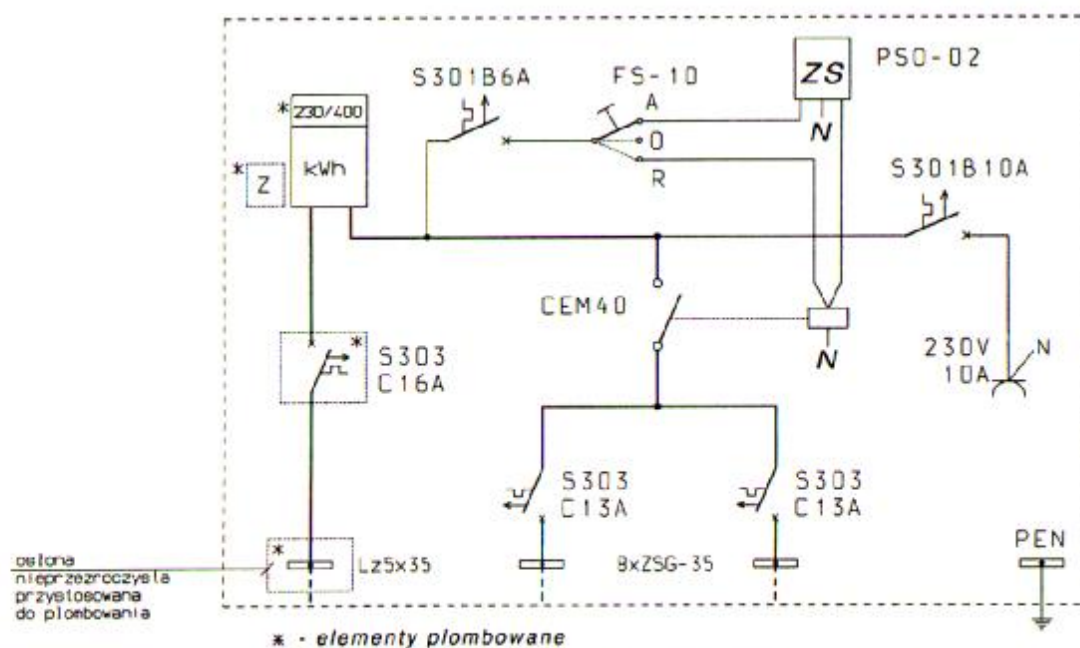 PSO-02
ZS
N
S301B6A
FS-10
A
O
R
* 230/400
kWh
* Z
S301B10A
CEM40
N
230V
10A
N
*
S303
C16A
S303
C13A
S303
C13A
*
Lz5x35
8xZSG-35
PEN
osłona
nieprzezroczysta
przystosowana
do plombowania
* - elementy plombowane